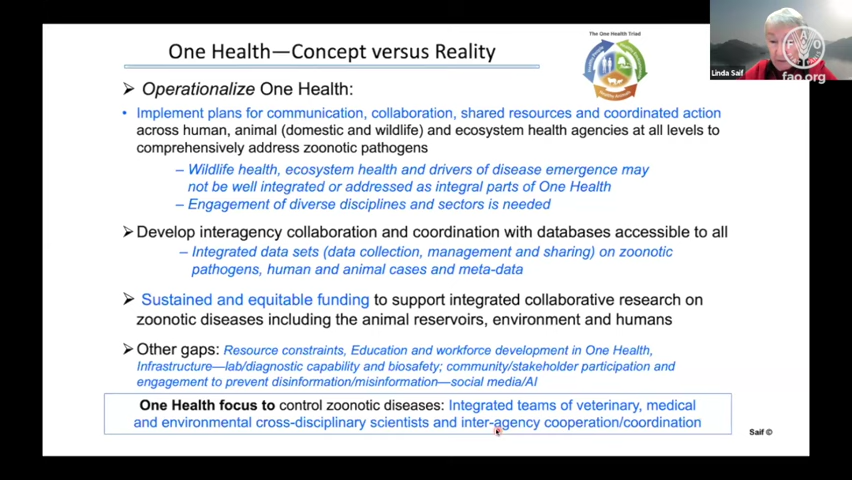 The One Health Triad
One Health—Concept versus Reality
Linda Saif
FAO
fao.org
➢ Operationalize One Health:
• Implement plans for communication, collaboration, shared resources and coordinated action
across human, animal (domestic and wildlife) and ecosystem health agencies at all levels to
comprehensively address zoonotic pathogens
– Wildlife health, ecosystem health and drivers of disease emergence may
not be well integrated or addressed as integral parts of One Health
– Engagement of diverse disciplines and sectors is needed
➢ Develop interagency collaboration and coordination with databases accessible to all
– Integrated data sets (data collection, management and sharing) on zoonotic
pathogens, human and animal cases and meta-data
➢ Sustained and equitable funding to support integrated collaborative research on
zoonotic diseases including the animal reservoirs, environment and humans
➢ Other gaps: Resource constraints, Education and workforce development in One Health,
Infrastructure—lab/diagnostic capability and biosafety; community/stakeholder participation and
engagement to prevent disinformation/misinformation—social media/AI
One Health focus to control zoonotic diseases: Integrated teams of veterinary, medical
and environmental cross-disciplinary scientists and inter-agency cooperation/coordination
Saif ©